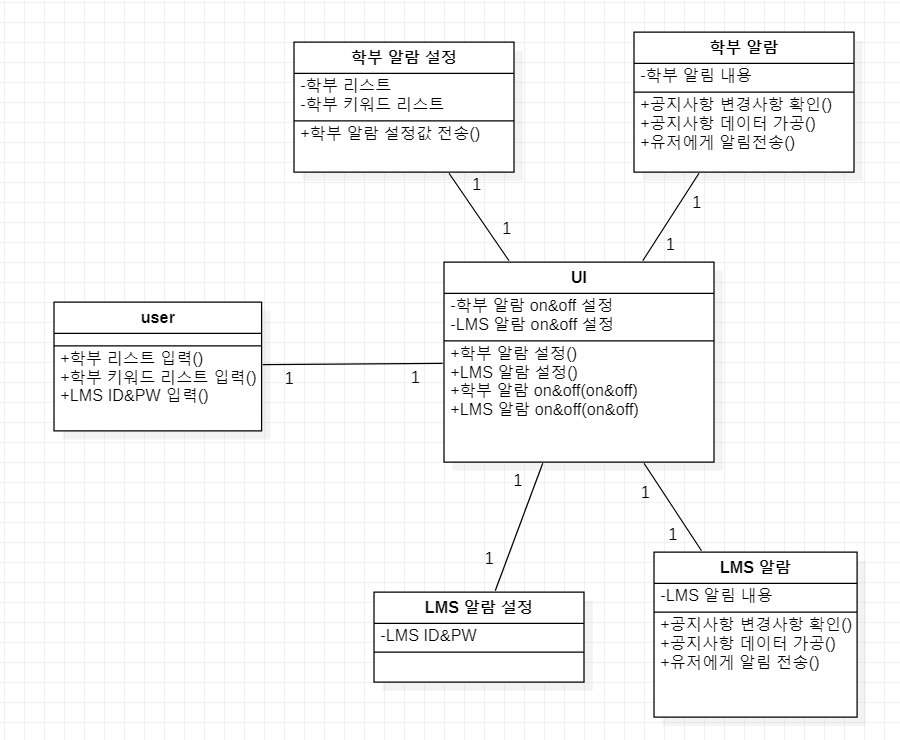 학부 알람 설정
-학부 리스트
-학부 키워드 리스트
+학부 알람 설정값 전송()
학부 알람
-학부 알림 내용
+공지사항 변경사항 확인()
+공지사항 데이터 가공()
+유저에게 알림전송()
1
1
1
1
UI
-학부 알람 on&off 설정
-LMS 알람 on&off 설정
+학부 알람 설정()
+LMS 알람 설정()
+학부 알람 on&off(on&off)
+LMS 알람 on&off(on&off)
user
+학부 리스트 입력()
+학부 키워드 리스트 입력()
+LMS ID&PW 입력()
1
1
1
1
1
1
LMS 알람 설정
-LMS ID&PW
LMS 알람
-LMS 알림 내용
+공지사항 변경사항 확인()
+공지사항 데이터 가공()
+유저에게 알림 전송()